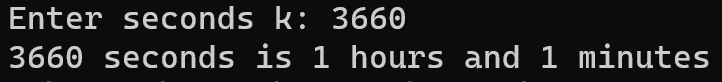 Enter seconds k: 3660
3660 seconds is 1 hours and 1 minutes